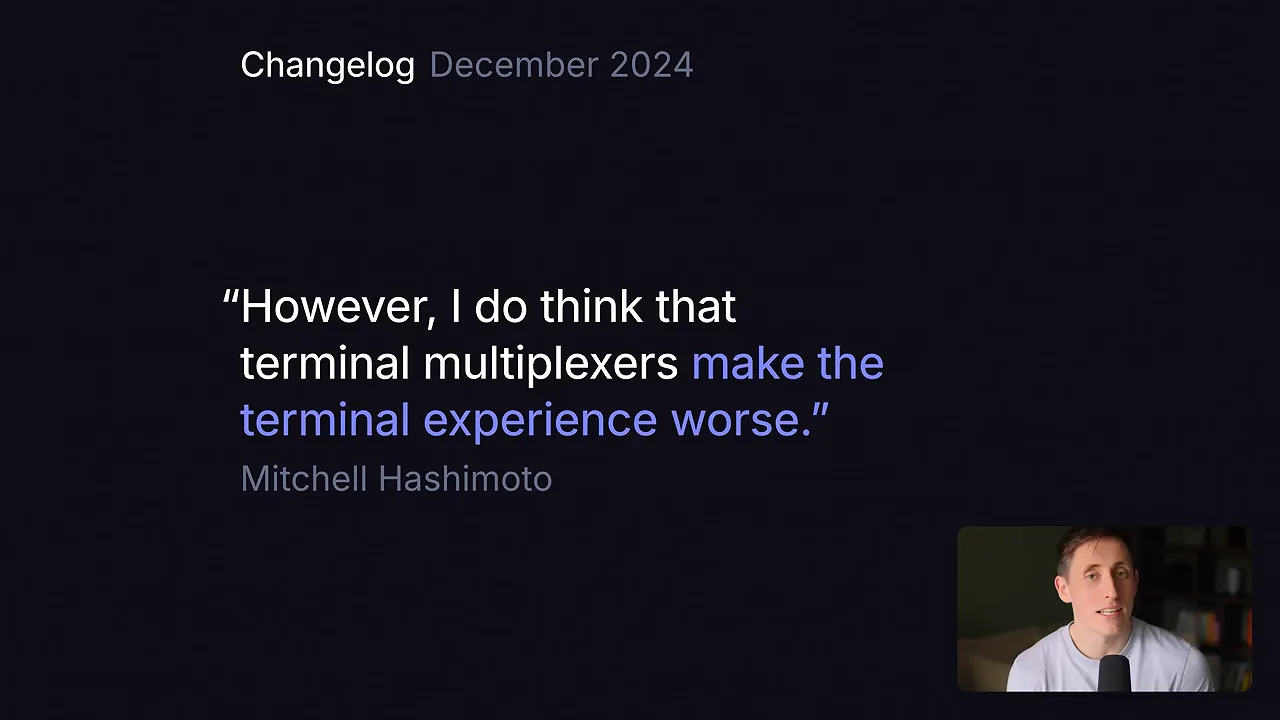 Changelog December 2024
“However, I do think that
terminal multiplexers make the
terminal experience worse.”
Mitchell Hashimoto